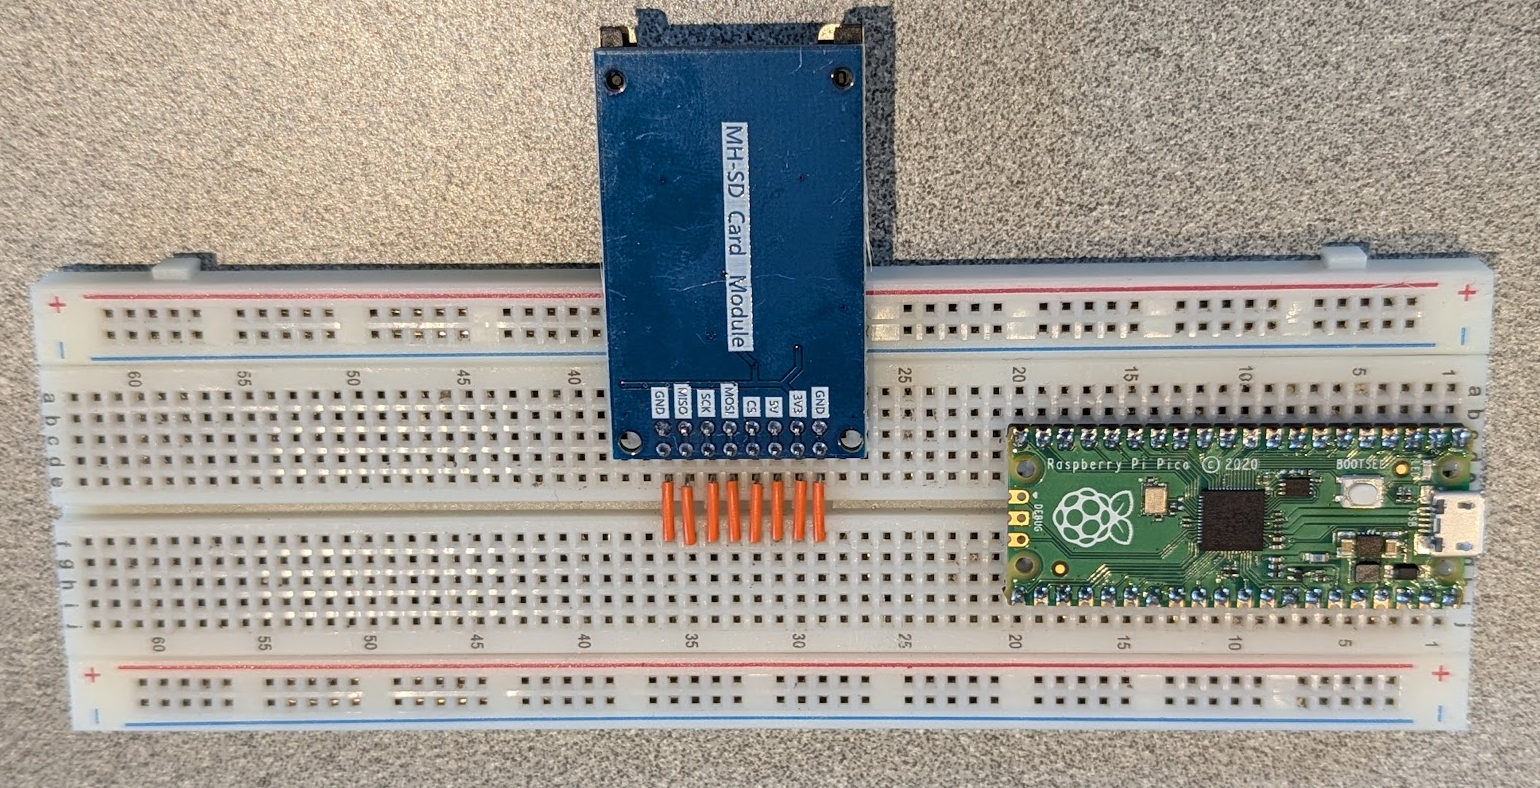 MH-SD Card Module
GND
MISO
SCK
MOSI
CS
5V
3V3
GND
+
+
-
-
60
55
50
45
40
25
20
15
10
5
1
a
b
c
d
e
a
b
Raspberry Pi Pico © 2020
BOOTSEL
DEBUG
USB
f
g
h
i
j
j
60
55
50
45
40
35
30
25
20
15
10
5
1
+
+
-
-